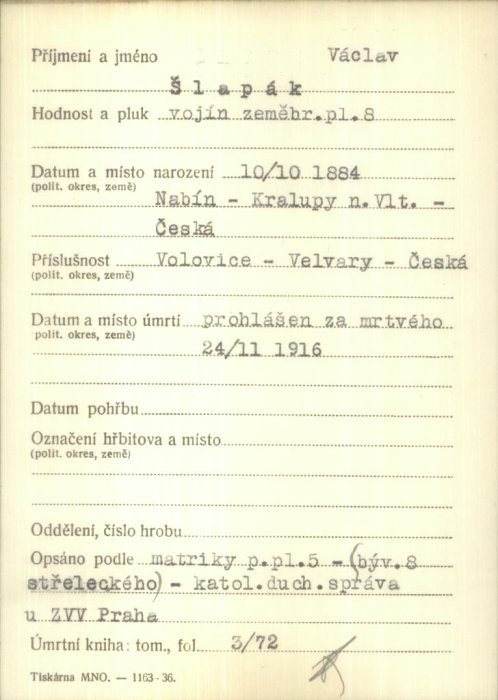 Příjmení a jméno Václav
Šlapák
Hodnost a pluk vojín zeměbr.pl.8
Datum a místo narození 10/10 1884
(polit. okres, země) Nabín - Kralupy n.Vlt. -
Česká
Příslušnost Volovice - Velvary - Česká
(polit. okres, země)
Datum a místo úmrtí prohlášen za mrtvého
polit. okres, země) 24/11 1916
Datum pohřbu
Označení hřbitova a místo
(polit. okres, země)
Oddělení, číslo hrobu
Opsáno podle matriky p.pl.5 - (býv.8
střeleckého) - katol.duch.správa
u ZVV Praha
Úmrtní kniha: tom., fol. 3/72
Tiskárna MNO. — 1163-36.